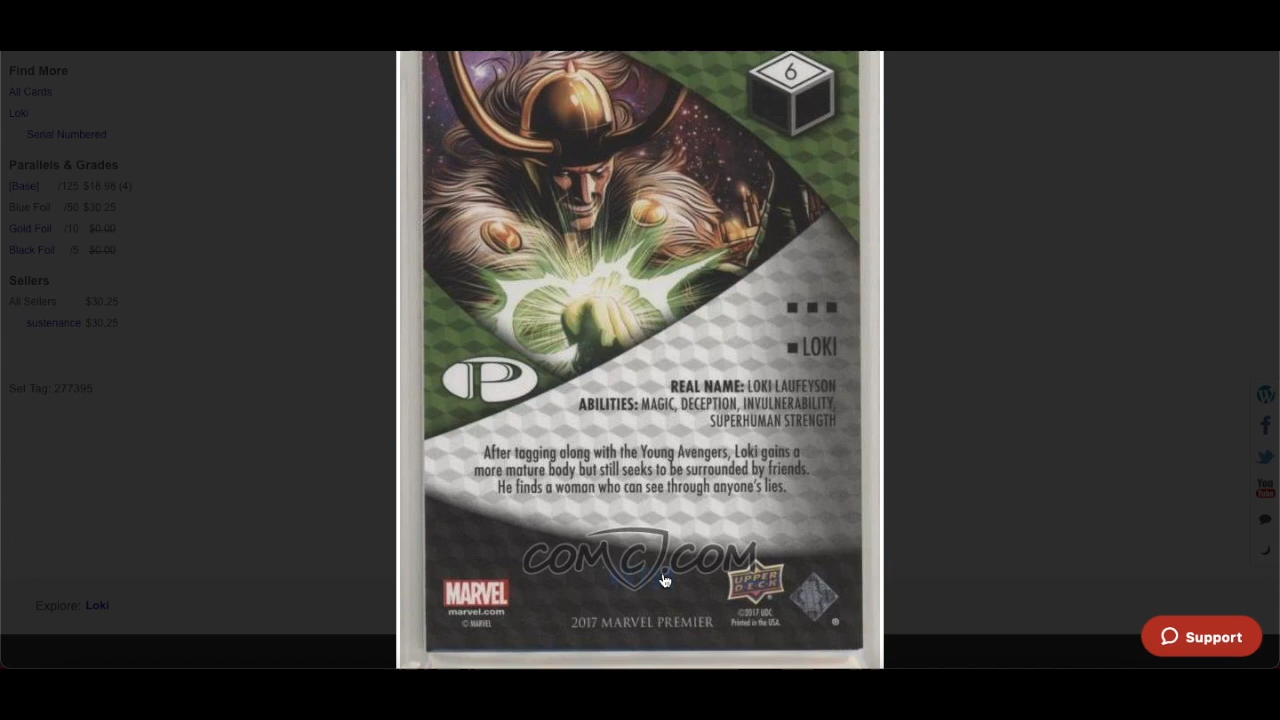 Find More
All Cards
Loki
Serial Numbered
Parallels & Grades
[Base] /125 $18.98 (4)
Blue Foil /50 $30.25
Gold Foil /10 $0.00
Black Foil /5 $0.00
Sellers
All Sellers $30.25
sustenance $30.25
Set Tag: 277395
Explore: Loki
6
LOKI
REAL NAME: LOKI LAUFEYSON
ABILITIES: MAGIC, DECEPTION, INVULNERABILITY,
SUPERHUMAN STRENGTH
After tagging along with the Young Avengers, Loki gains a
more mature body but still seeks to be surrounded by friends.
He finds a woman who can see through anyone's lies.
COMC.COM
MARVEL
marvel.com
© MARVEL
2017 MARVEL PREMIER
UPPER
DECK
©2017 UDC.
Printed in the USA.
You
Tube
Support